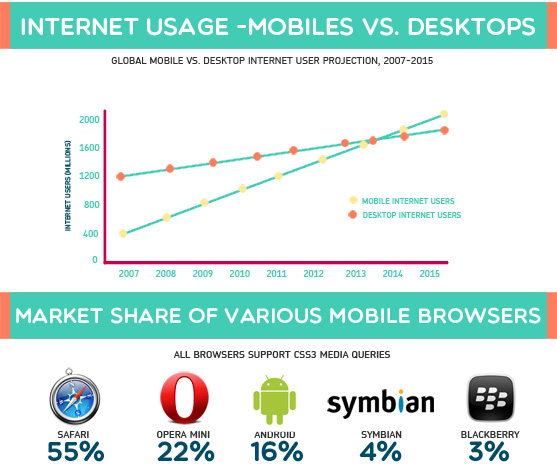 INTERNET USAGE -MOBILES VS. DESKTOPS
GLOBAL MOBILE VS. DESKTOP INTERNET USER PROJECTION, 2007-2015
INTERNET USERS (MILLIONS)
2000
1600
1200
800
400
0
MOBILE INTERNET USERS
DESKTOP INTERNET USERS
2007 2008 2009 2010 2011 2012 2013 2014 2015
MARKET SHARE OF VARIOUS MOBILE BROWSERS
ALL BROWSERS SUPPORT CSS3 MEDIA QUERIES
symbian
SAFARI OPERA MINI ANDROID SYMBIAN BLACKBERRY
55% 22% 16% 4% 3%